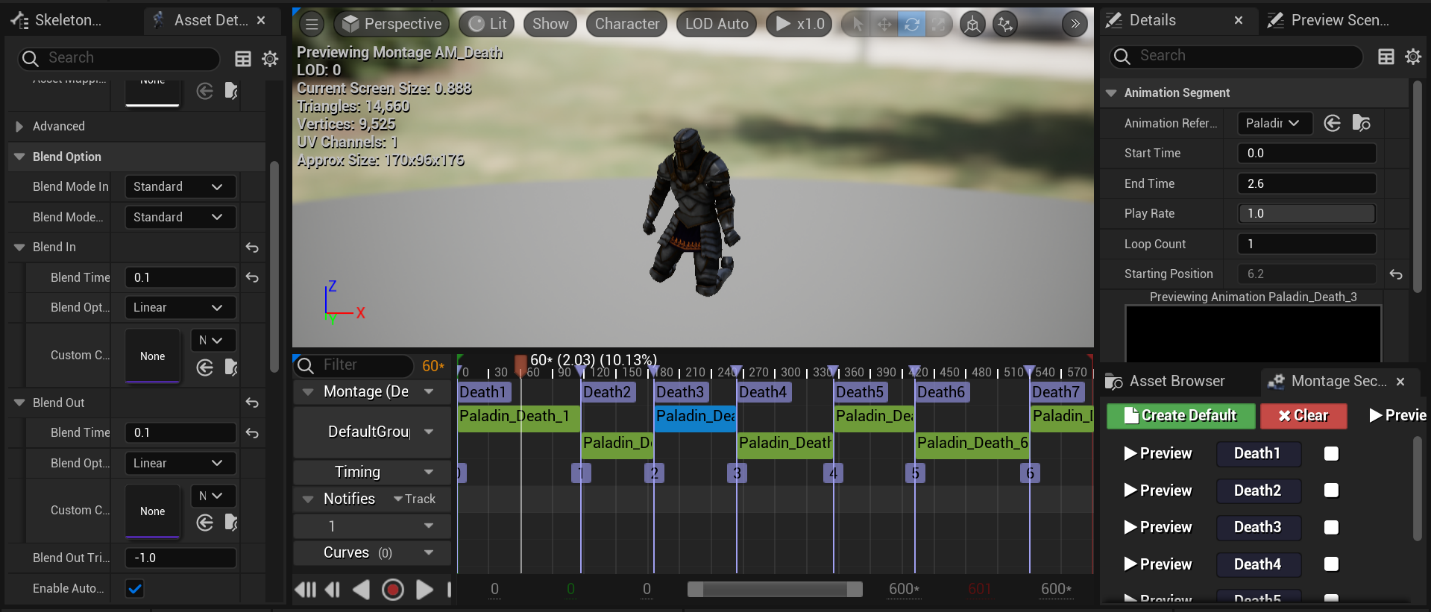 Skeleton...
Asset Det...
Search
None
Advanced
Blend Option
Blend Mode In
Standard
Blend Mode...
Standard
Blend In
Blend Time
0.1
Blend Opt...
Linear
Custom C...
None
N
Blend Out
Blend Time
0.1
Blend Opt...
Linear
Custom C...
None
N
Blend Out Tri...
-1.0
Enable Auto...
Perspective
Lit
Show
Character
LOD Auto
x1.0
Previewing Montage AM_Death
LOD: 0
Current Screen Size: 0.888
Triangles: 14,660
Vertices: 9,525
UV Channels: 1
Approx Size: 170x96x176
Z
X
Y
Filter
60*
60* (2.03) (10.13%)
0 30 60 90 120 150 180 210 240 270 300 330 360 390 420 450 480 510 540 570
Montage (De
Death1 Death2 Death3 Death4 Death5 Death6 Death7
DefaultGrou
Paladin_Death_1 Paladin_Dea Paladin_Dea Paladin_I
Paladin_D Paladin_Death Paladin_Death_6
Timing
1 2 3 4 5 6
Notifies
Track
1
Curves (0)
0 0 0 600* 601 600*
Details
Preview Scen...
Search
Animation Segment
Animation Refer...
Paladin
Start Time
0.0
End Time
2.6
Play Rate
1.0
Loop Count
1
Starting Position
6.2
Previewing Animation Paladin_Death_3
Asset Browser
Montage Sec...
Create Default
Clear
Previe
Preview
Death1
Preview
Death2
Preview
Death3
Preview
Death4
Preview
Death5